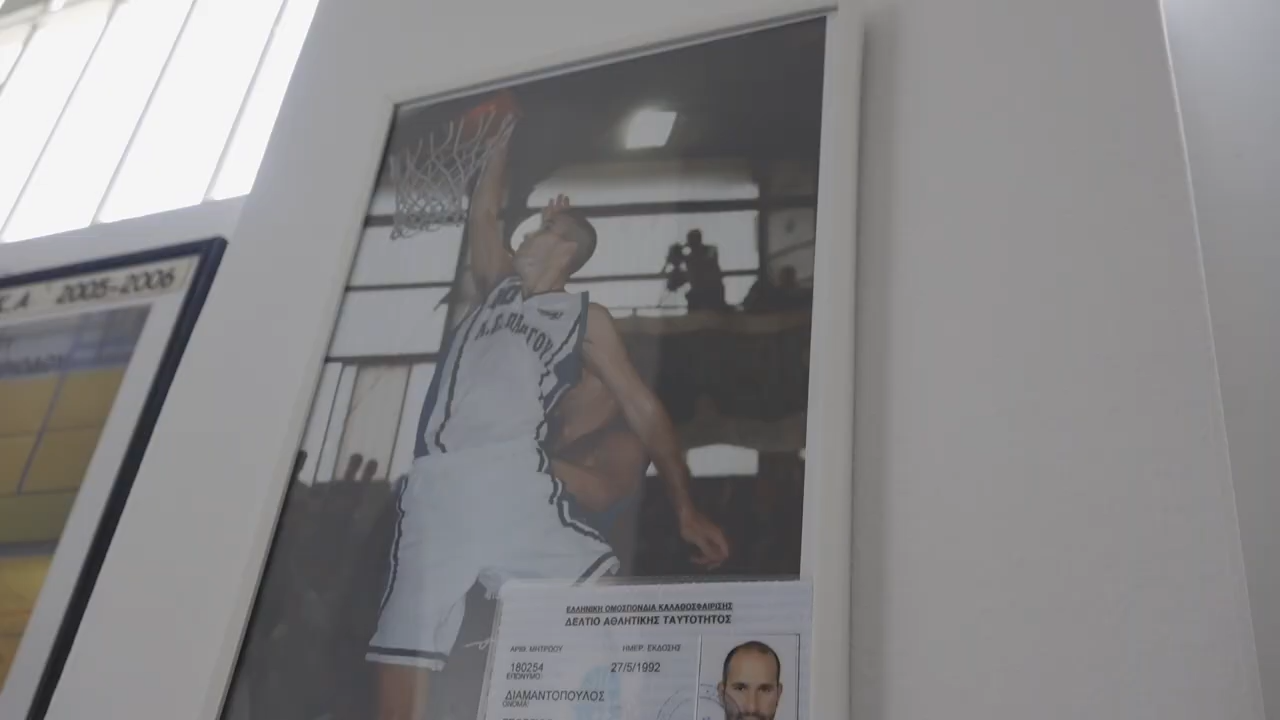 Κ.Α 2005-2006
ΕΛΛΗΝΙΚΗ ΟΜΟΣΠΟΝΔΙΑ ΚΑΛΑΘΟΣΦΑΙΡΙΣΗΣ
ΔΕΛΤΙΟ ΑΘΛΗΤΙΚΗΣ ΤΑΥΤΟΤΗΤΟΣ
ΑΡΙΘ. ΜΗΤΡΩΟΥ ΗΜΕΡ. ΕΚΔΟΣΗΣ
180254 27/5/1992
ΕΠΩΝΥΜΟ:
ΔΙΑΜΑΝΤΟΠΟΥΛΟΣ
ΟΝΟΜΑ: